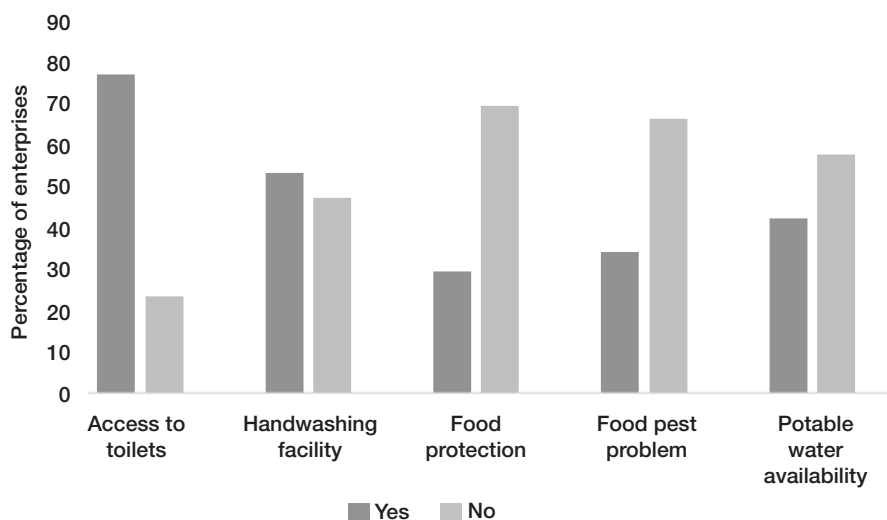 Percentage of enterprises
90
80
70
60
50
40
30
20
10
0
Access to
toilets
Handwashing
facility
Food
protection
Food pest
problem
Potable
water
availability
Yes
No